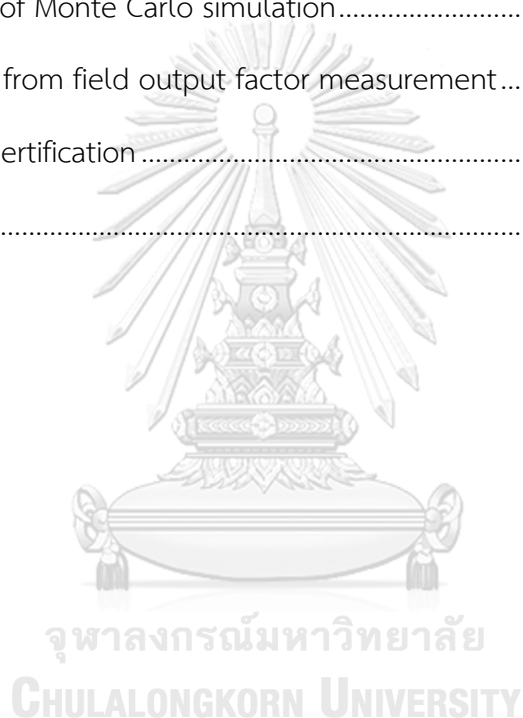 of Monte Carlo simulation........................
from field output factor measurement...
ertification......................................................
..........................................................................
จุฬาลงกรณ์มหาวิทยาลัย
CHULALONGKORN UNIVERSITY